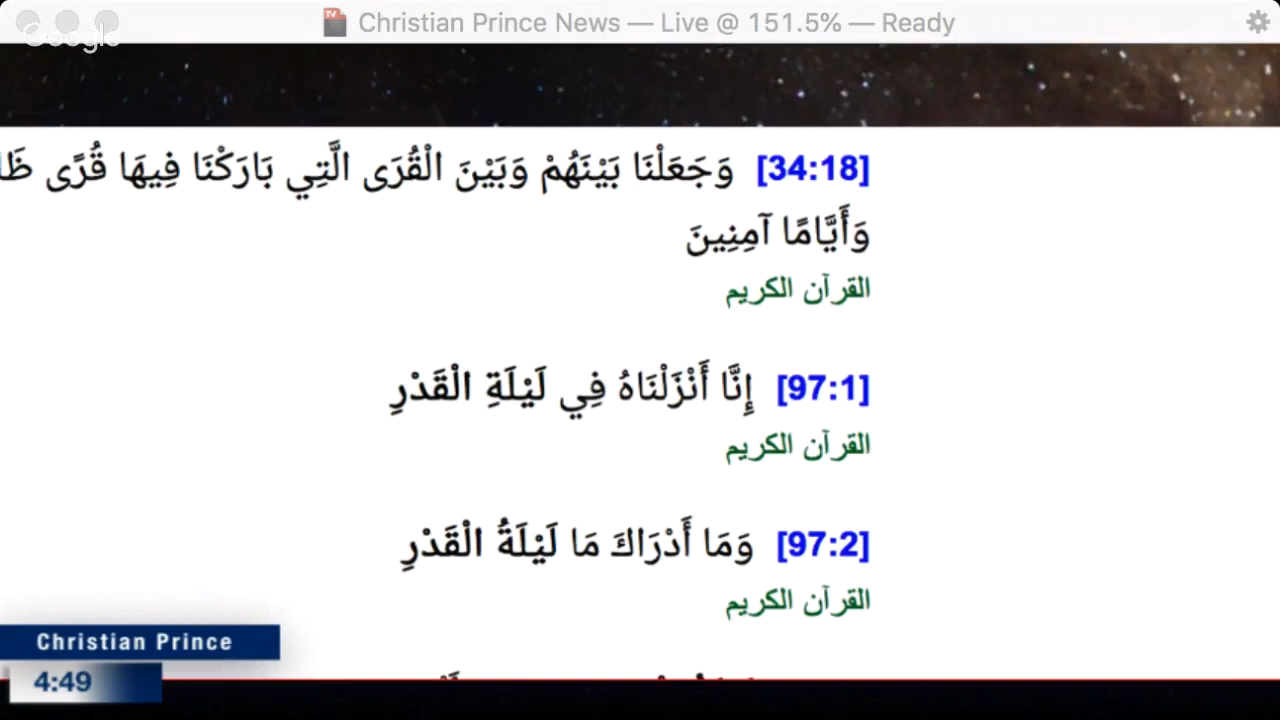 Christian Prince News — Live @ 151.5% — Ready
Google
[34:18] وَجَعَلْنَا بَيْنَهُمْ وَبَيْنَ الْقُرَى الَّتِي بَارَكْنَا فِيهَا قُرًى
وَأَيَّامًا آمِنِينَ
القرآن الكريم
[97:1] إِنَّا أَنْزَلْنَاهُ فِي لَيْلَةِ الْقَدْرِ
القرآن الكريم
[97:2] وَمَا أَدْرَاكَ مَا لَيْلَةُ الْقَدْرِ
القرآن الكريم
Christian Prince
4:49